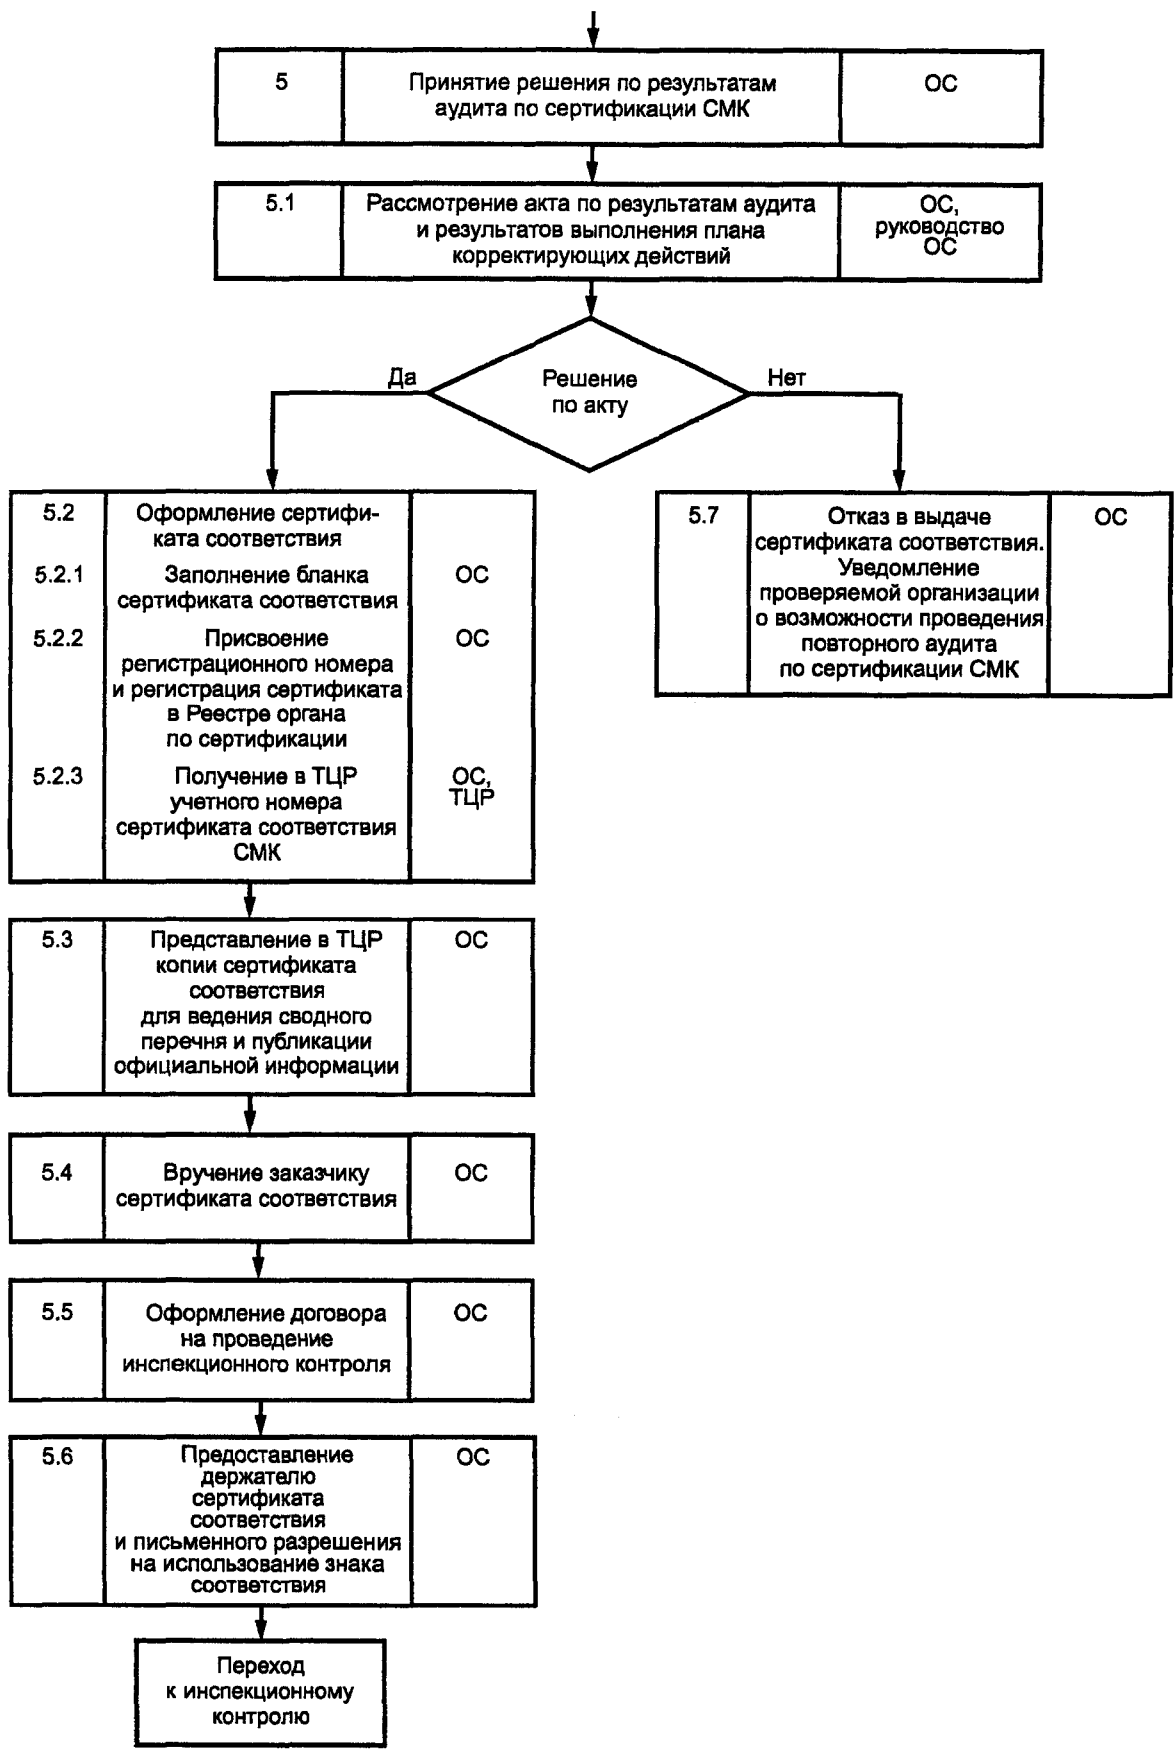 5
Принятие решения по результатам
аудита по сертификации СМК
ОС
5.1
Рассмотрение акта по результатам аудита
и результатов выполнения плана
корректирующих действий
ОС,
руководство
ОС
Решение
по акту
Да
Нет
5.2
Оформление сертифи-
ката соответствия
5.2.1
Заполнение бланка
сертификата соответствия
ОС
5.2.2
Присвоение
регистрационного номера
и регистрация сертификата
в Реестре органа
по сертификации
ОС
5.2.3
Получение в ТЦР
учетного номера
сертификата соответствия
СМК
ОС,
ТЦР
5.7
Отказ в выдаче
сертификата соответствия.
Уведомление
проверяемой организации
о возможности проведения
повторного аудита
по сертификации СМК
ОС
5.3
Представление в ТЦР
копии сертификата
соответствия
для ведения сводного
перечня и публикации
официальной информации
ОС
5.4
Вручение заказчику
сертификата соответствия
ОС
5.5
Оформление договора
на проведение
инспекционного контроля
ОС
5.6
Предоставление
держателю
сертификата
соответствия
и письменного разрешения
на использование знака
соответствия
ОС
Переход
к инспекционному
контролю